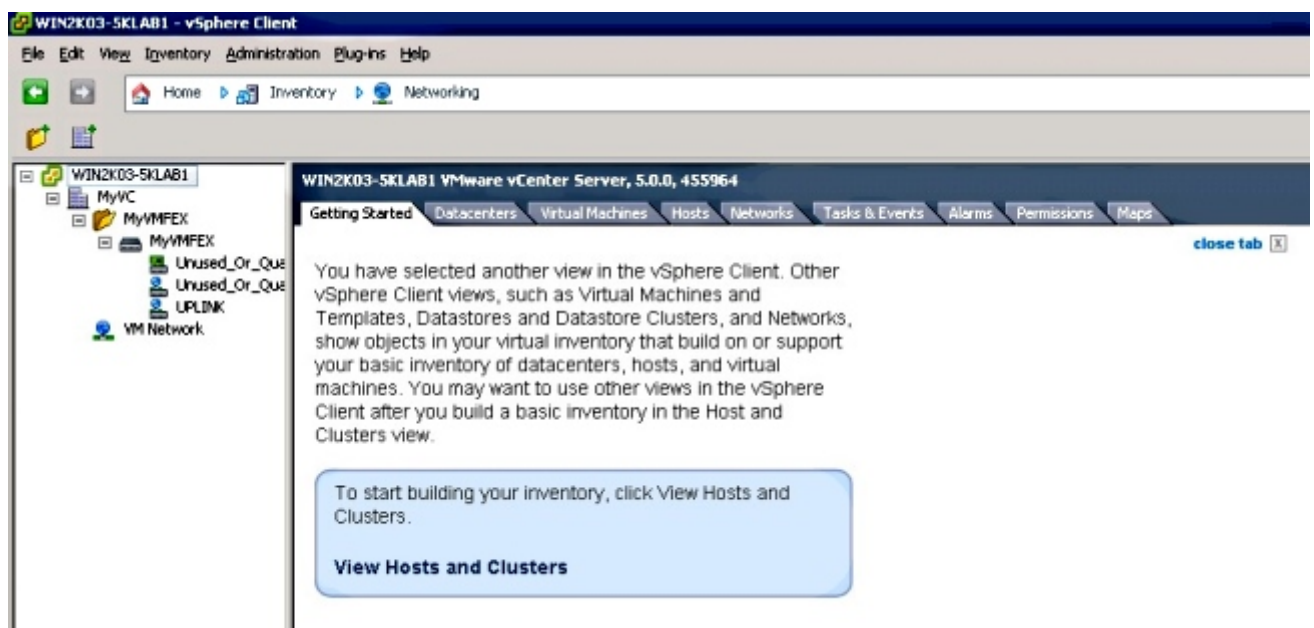 WIN2K03-5KLAB1 - vSphere Client
File Edit View Inventory Administration Plug-ins Help
Home Inventory Networking
WIN2K03-5KLAB1
MyVC
MyVMFEX
MyVMFEX
Unused_Or_Qua
Unused_Or_Qua
UPLINK
VM Network
WIN2K03-5KLAB1 VMware vCenter Server, 5.0.0, 455964
Getting Started Datacenters Virtual Machines Hosts Networks Tasks & Events Alarms Permissions Maps
close tab X
You have selected another view in the vSphere Client. Other
vSphere Client views, such as Virtual Machines and
Templates, Datastores and Datastore Clusters, and Networks,
show objects in your virtual inventory that build on or support
your basic inventory of datacenters, hosts, and virtual
machines. You may want to use other views in the vSphere
Client after you build a basic inventory in the Host and
Clusters view.
To start building your inventory, click View Hosts and
Clusters.
View Hosts and Clusters